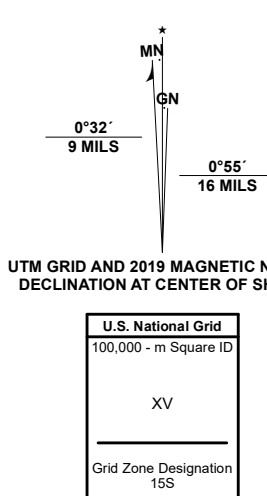 ★
MN
GN
0°32´
9 MILS
0°55´
16 MILS
UTM GRID AND 2019 MAGNETIC N
DECLINATION AT CENTER OF SH
U.S. National Grid
100,000 - m Square ID
XV
Grid Zone Designation
15S